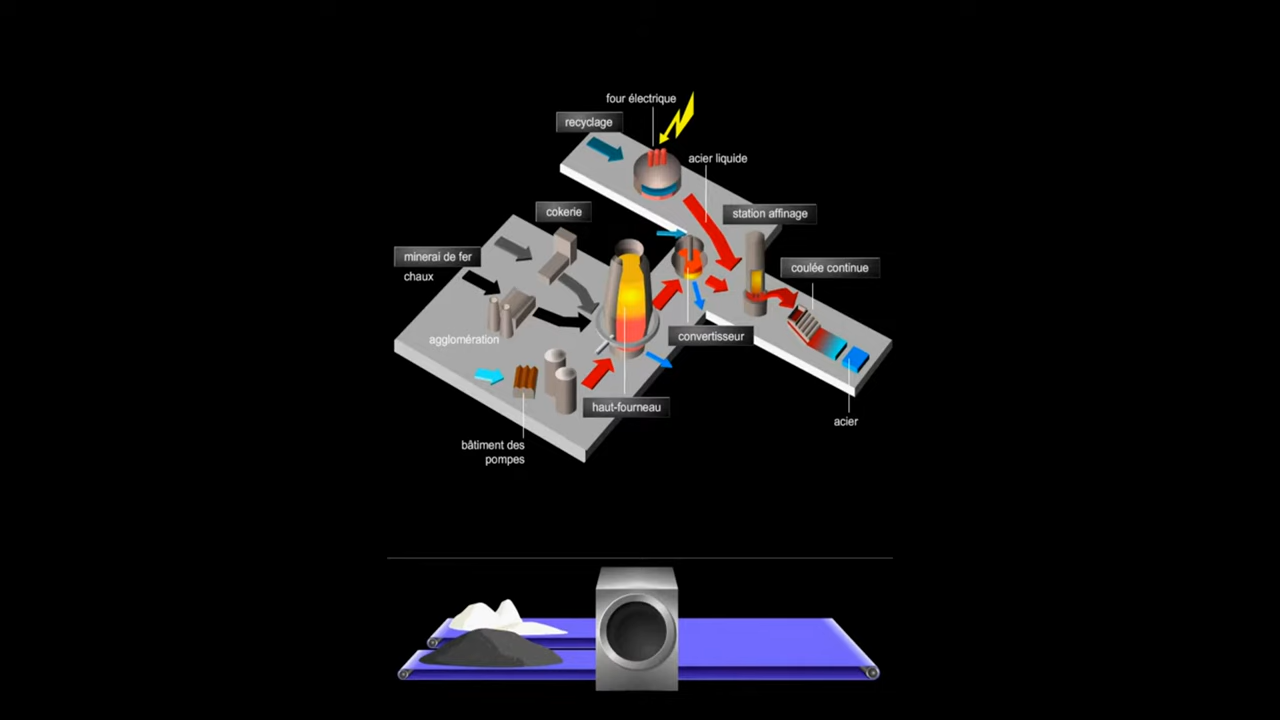 four électrique
recyclage
acier liquide
cokerie
station affinage
minerai de fer
chaux
coulée continue
agglomération
convertisseur
haut-fourneau
acier
bâtiment des
pompes